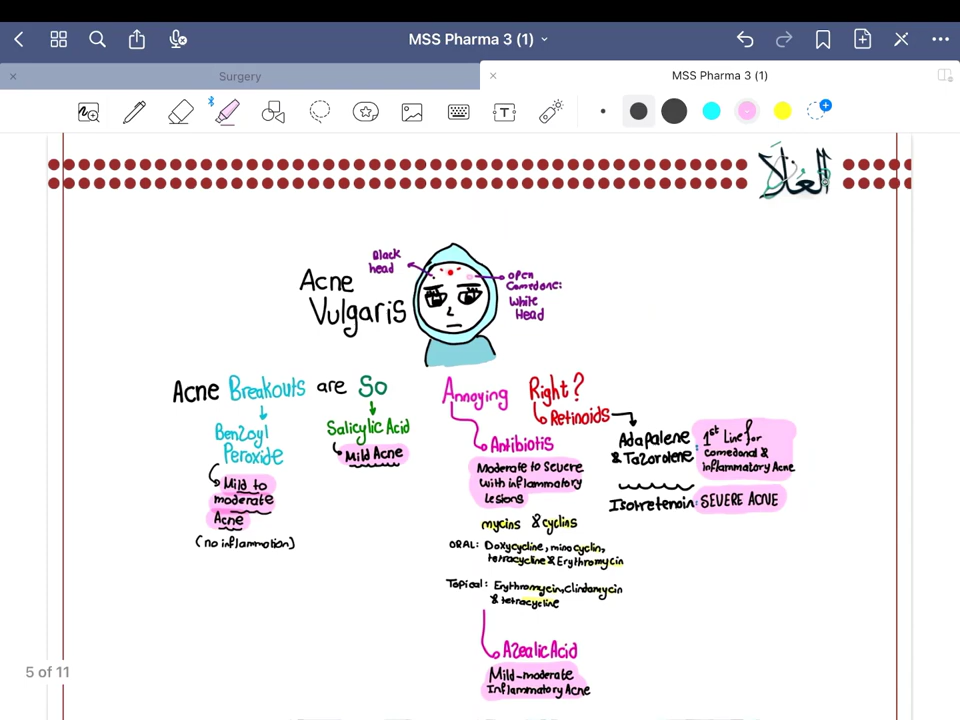 MSS Pharma 3 (1)
Surgery
MSS Pharma 3 (1)
العلا
Black
head
Acne
Vulgaris
open
Comedone:
White
Head
Acne Breakouts are So Annoying Right?
Benzoyl
Peroxide
Mild to
moderate
Acne
(no inflammation)
Salicylic Acid
Mild Acne
Antibiotis
Moderate to Severe
with inflammatory
Lesions
mycins & cyclins
ORAL: Doxycycline, minocyclin,
tetracycline & Erythromycin
Topical: Erythromycin, clindamycin
& tetracycline
Azealic Acid
Mild-moderate
Inflammatory Acne
Retinoids
Adapalene
& Tazorolene:
1st Line for
comedonal &
inflammatory Acne
Isotretenoin: SEVERE ACNE
5 of 11